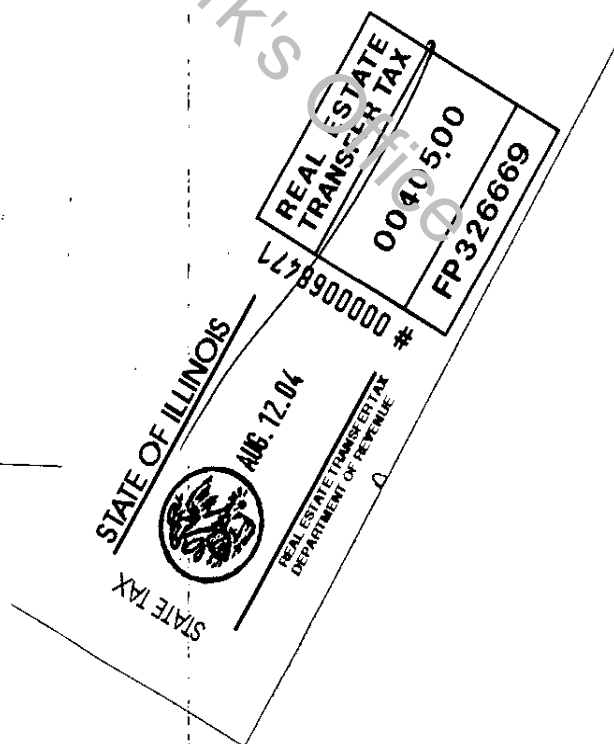 STATE TAX
STATE OF ILLINOIS
AUG. 12.04
REAL ESTATE TRANSFER TAX
DEPARTMENT OF REVENUE
# 0000068471
REAL ESTATE
TRANSFER TAX
0040500
FP326669
Office